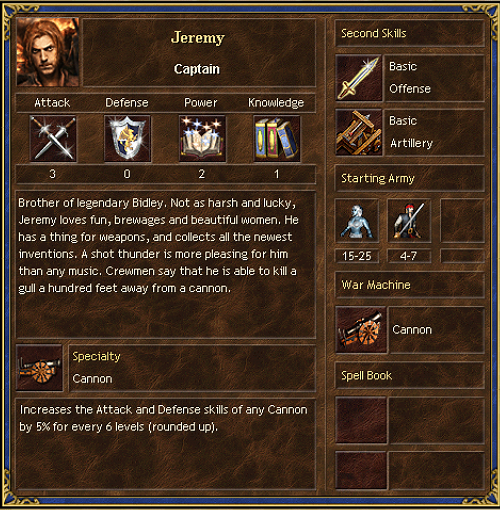 Jeremy
Captain
Attack Defense Power Knowledge
3 0 2 1
Brother of legendary Bidley. Not as harsh and lucky,
Jeremy loves fun, brewages and beautiful women. He
has a thing for weapons, and collects all the newest
inventions. A shot thunder is more pleasing for him
than any music. Crewmen say that he is able to kill a
gull a hundred feet away from a cannon.
Specialty
Cannon
Increases the Attack and Defense skills of any Cannon
by 5% for every 6 levels (rounded up).
Second Skills
Basic
Offense
Basic
Artillery
Starting Army
15-25 4-7
War Machine
Cannon
Spell Book